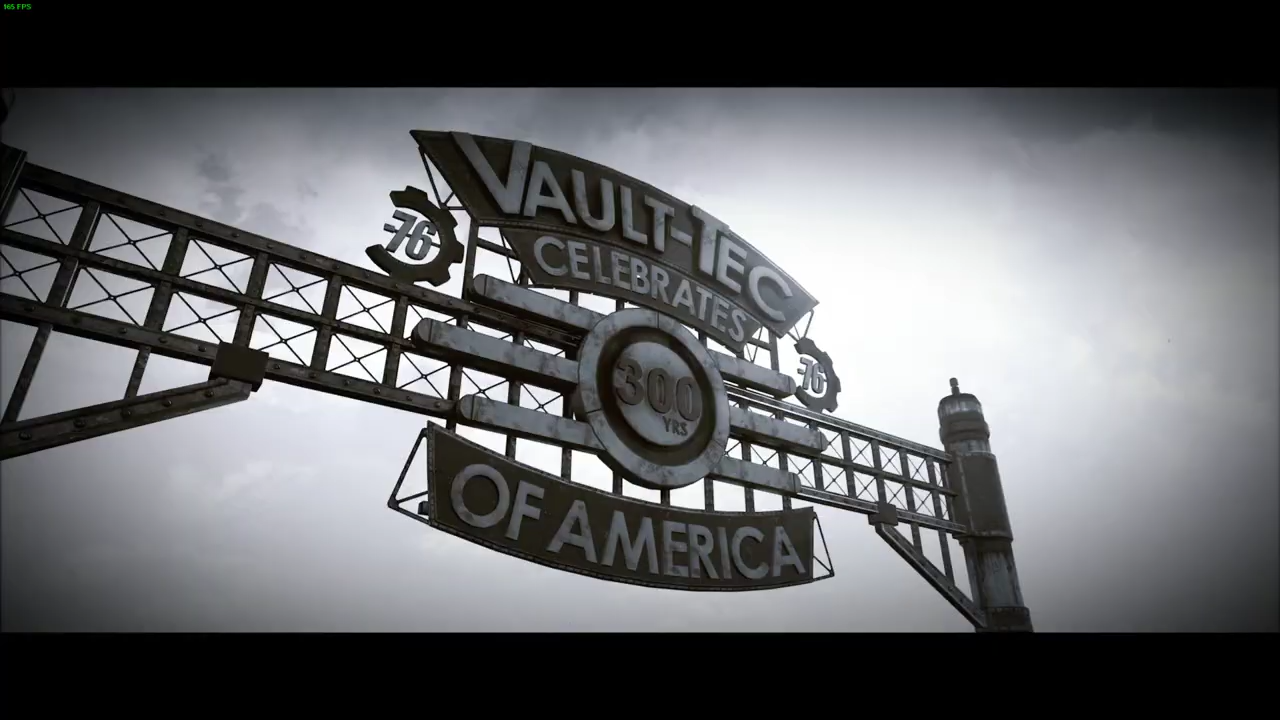 165 FPS
VAULT-TEC
CELEBRATES
76
76
300
YRS
OF AMERICA